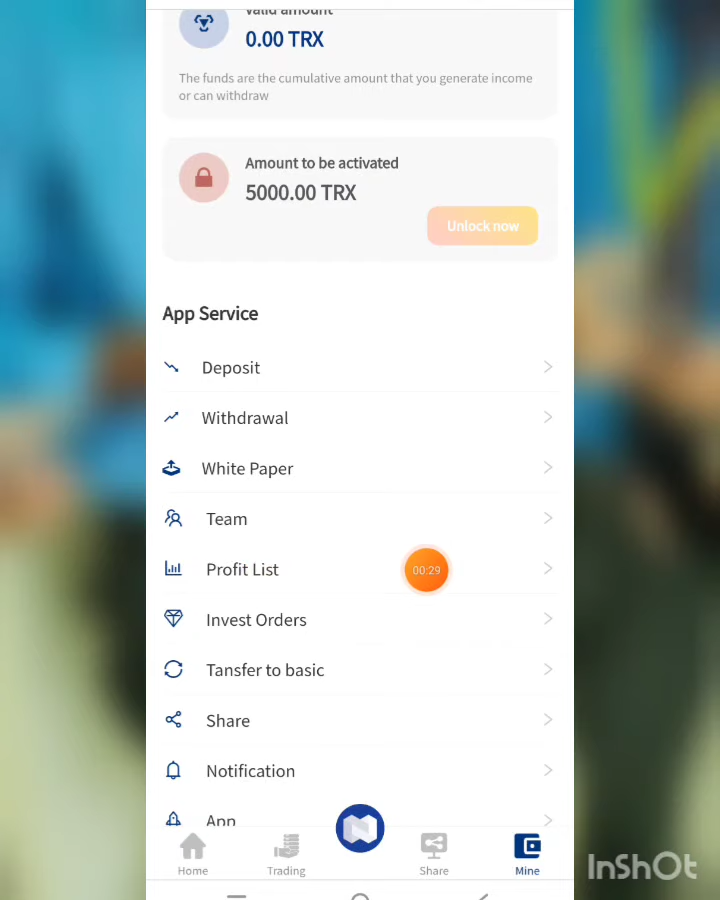 Valid amount
0.00 TRX
The funds are the cumulative amount that you generate income
or can withdraw
Amount to be activated
5000.00 TRX
Unlock now
App Service
Deposit
Withdrawal
White Paper
Team
Profit List
00:29
Invest Orders
Tansfer to basic
Share
Notification
App
Home
Trading
Share
Mine
InShOt